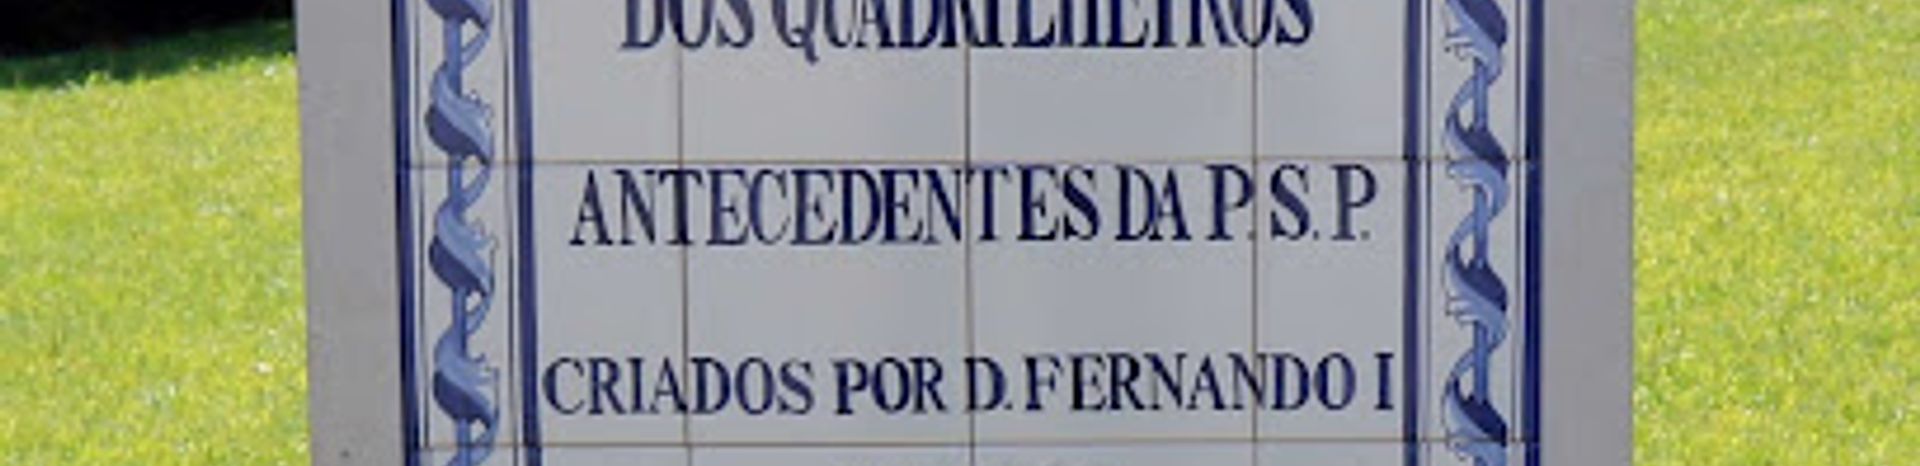 DOS QUADRILHEIROS
ANTECEDENTES DA P.S.P.
CRIADOS POR D. FERNANDO I